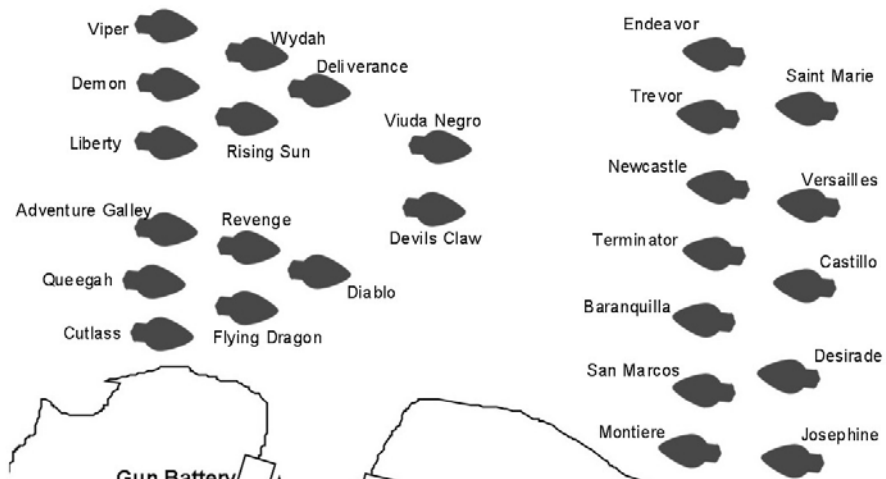 Viper
Wydah
Endeavor
Deliverance
Demon
Saint Marie
Trevor
Viuda Negro
Liberty
Rising Sun
Newcastle
Versailles
Adventure Galley
Revenge
Devils Claw
Terminator
Castillo
Queegah
Diablo
Baranquilla
Cutlass
Flying Dragon
Desirade
San Marcos
Montiere
Josephine
Gun Battery